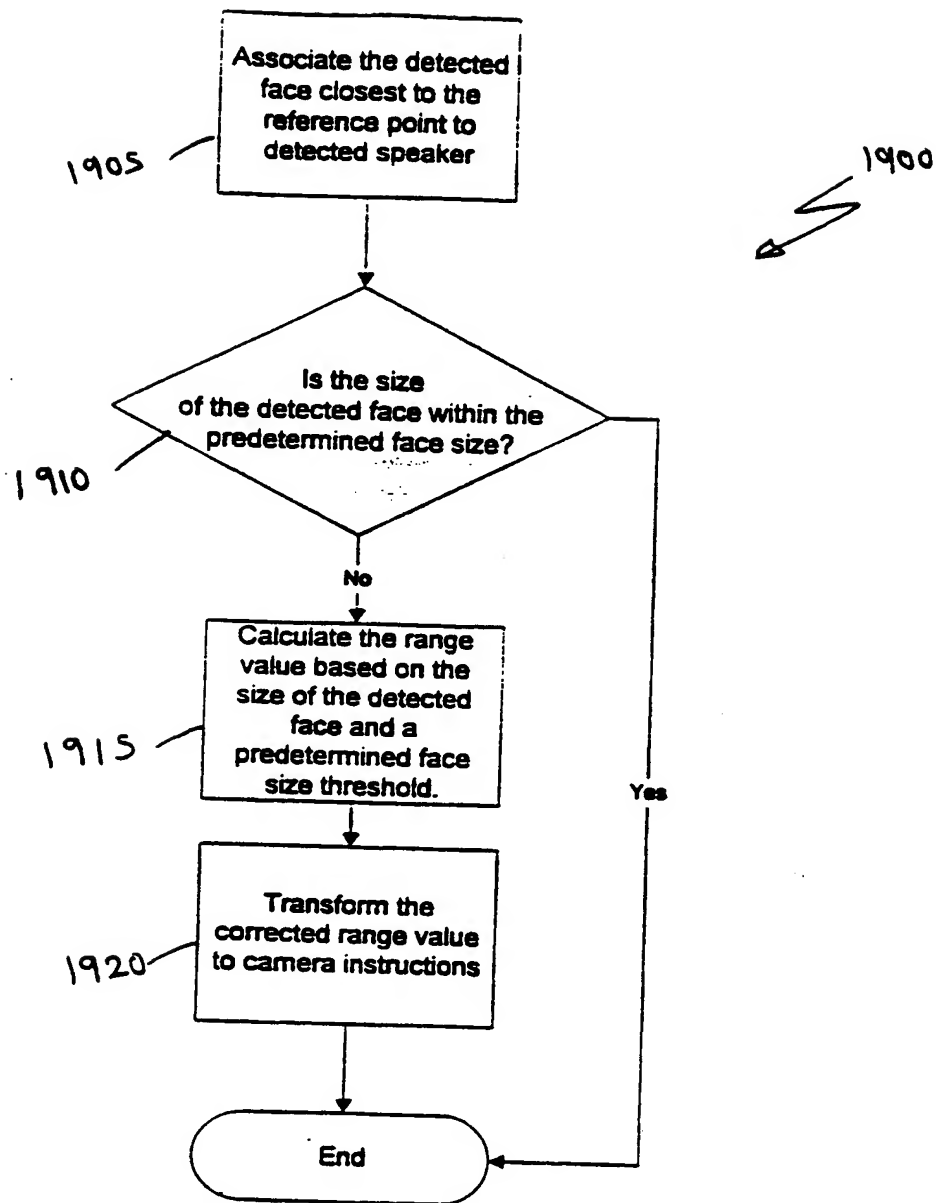 Associate the detected
face closest to the
reference point to
detected speaker
1905
1900
Is the size
of the detected face within the
predetermined face size?
1910
No
Calculate the range
value based on the
size of the detected
face and a
predetermined face
size threshold.
1915
Yes
Transform the
corrected range value
to camera instructions
1920
End